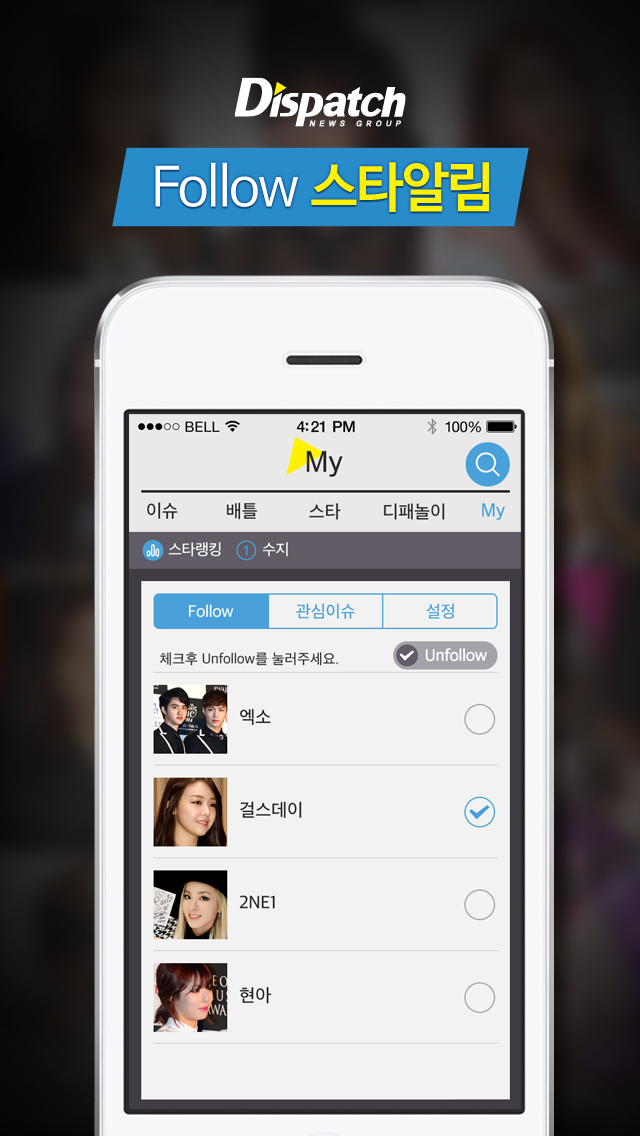 Dispatch
NEWS GROUP
Follow 스타알림
BELL 4:21 PM 100%
My
이슈 배틀 스타 디패놀이 My
스타랭킹 1 수지
Follow 관심이슈 설정
체크후 Unfollow를 눌러주세요. Unfollow
엑소
걸스데이
2NE1
현아